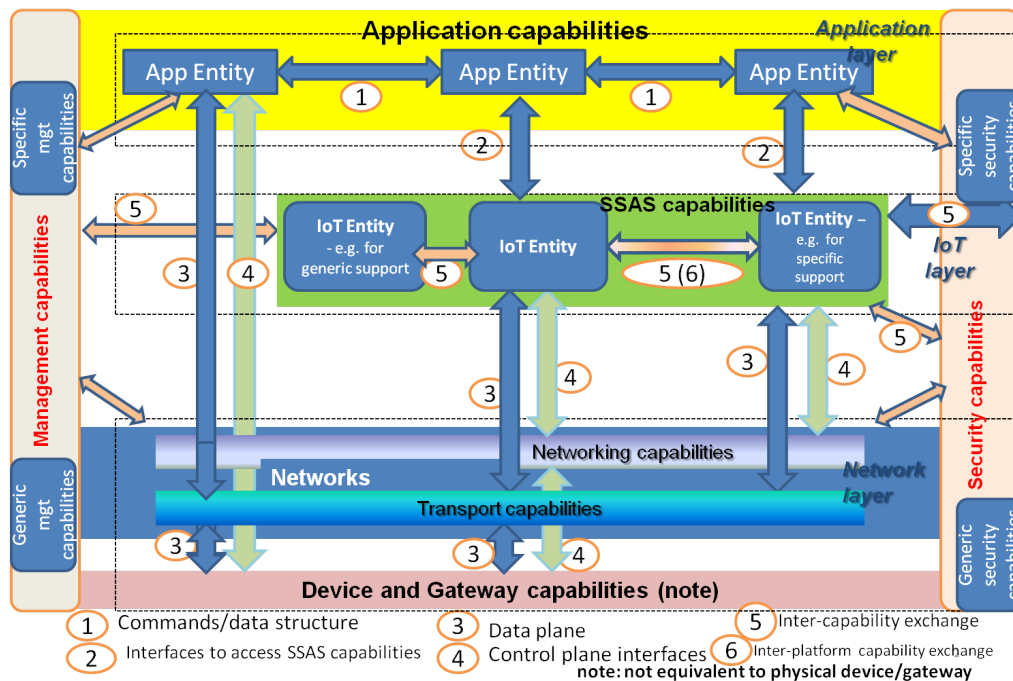 Application capabilities
Application
layer
App Entity
App Entity
App Entity
1
1
Specific
mgt
capabilities
Specific
security
capabilities
2
2
SSAS capabilities
5
5
IoT Entity
- e.g. for
generic support
IoT Entity
IoT Entity –
e.g. for
specific
support
IoT
layer
3
4
5
5 (6)
Management capabilities
Security capabilities
5
3
4
3
4
Networking capabilities
Networks
Network
layer
Generic
mgt
capabilities
Generic
security
capabilities
Transport capabilities
3
3
4
Device and Gateway capabilities (note)
1 Commands/data structure
2 Interfaces to access SSAS capabilities
3 Data plane
4 Control plane interfaces
5 Inter-capability exchange
6 Inter-platform capability exchange
note: not equivalent to physical device/gateway